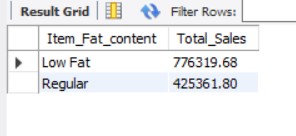 Result Grid Filter Rows:
Item_Fat_content Total_Sales
Low Fat 776319.68
Regular 425361.80